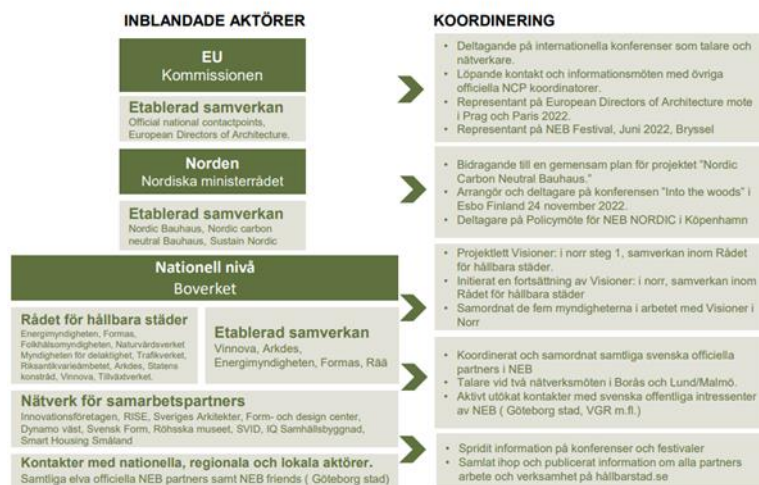 INBLANDADE AKTÖRER
EU
Kommissionen
Etablerad samverkan
Official national contactpoints,
European Directors of Architecture.
Norden
Nordiska ministerrådet
Etablerad samverkan
Nordic Bauhaus, Nordic carbon
neutral Bauhaus, Sustain Nordic
Nationell nivå
Boverket
Rådet för hållbara städer
Energimyndigheten, Formas,
Folkhälsomyndigheten, Naturvårdsverket
Myndigheten för delaktighet, Trafikverket,
Riksantikvarieämbetet, Arkdes, Statens
konstråd, Vinnova, Tillväxtverket.
Etablerad samverkan
Vinnova, Arkdes,
Energimyndigheten, Formas, Rää
Nätverk för samarbetspartners
Innovationsföretagen, RISE, Sveriges Arkitekter, Form- och design center,
Dynamo väst, Svensk Form, Röhsska museet, SVID, IQ Samhällsbyggnad,
Smart Housing Småland
Kontakter med nationella, regionala och lokala aktörer.
Samtliga elva officiella NEB partners samt NEB friends ( Göteborg stad)
KOORDINERING
• Deltagande på internationella konferenser som talare och
nätverkare.
• Löpande kontakt och informationsmöten med övriga
officiella NCP koordinatorer.
• Representant på European Directors of Architecture mote
i Prag och Paris 2022.
• Representant på NEB Festival, Juni 2022, Bryssel
• Bidragande till en gemensam plan för projektet "Nordic
Carbon Neutral Bauhaus."
• Arrangör och deltagare på konferensen "Into the woods" i
Esbo Finland 24 november 2022.
• Deltagare på Policymöte för NEB NORDIC i Köpenhamn
• Projektlett Visioner: i norr steg 1, samverkan inom Rådet
för hållbara städer.
• Initierat en fortsättning av Visioner: i norr, samverkan inom
Rådet för hållbara städer
• Samordnat de fem myndigheterna i arbetet med Visioner i
Norr
• Koordinerat och samordnat samtliga svenska officiella
partners i NEB
• Talare vid två nätverksmöten i Borås och Lund/Malmö.
• Aktivt utökat kontakter med svenska offentliga intressenter
av NEB ( Göteborg stad, VGR m.fl.)
• Spridit information på konferenser och festivaler
• Samlat ihop och publicerat information om alla partners
arbete och verksamhet på hållbarstad.se